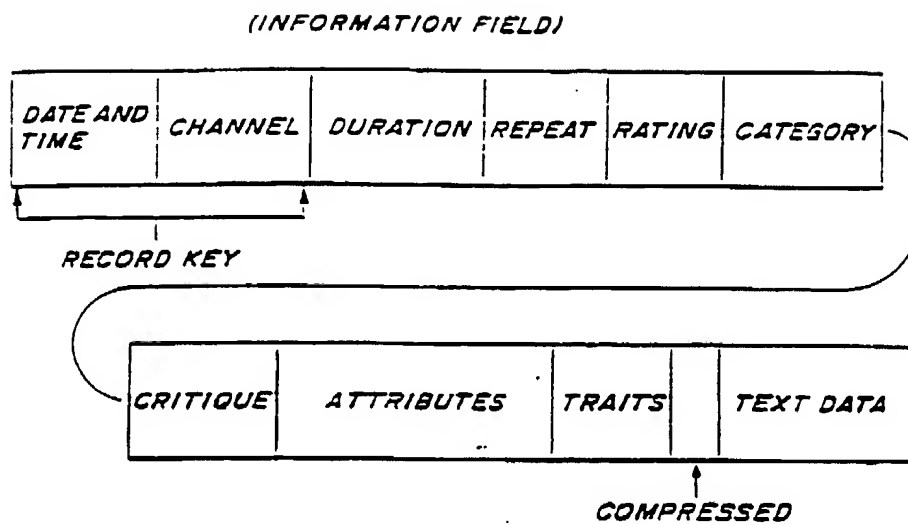 (INFORMATION FIELD)
DATE AND
TIME
CHANNEL
DURATION
REPEAT
RATING
CATEGORY
RECORD KEY
CRITIQUE
ATTRIBUTES
TRAITS
TEXT DATA
COMPRESSED